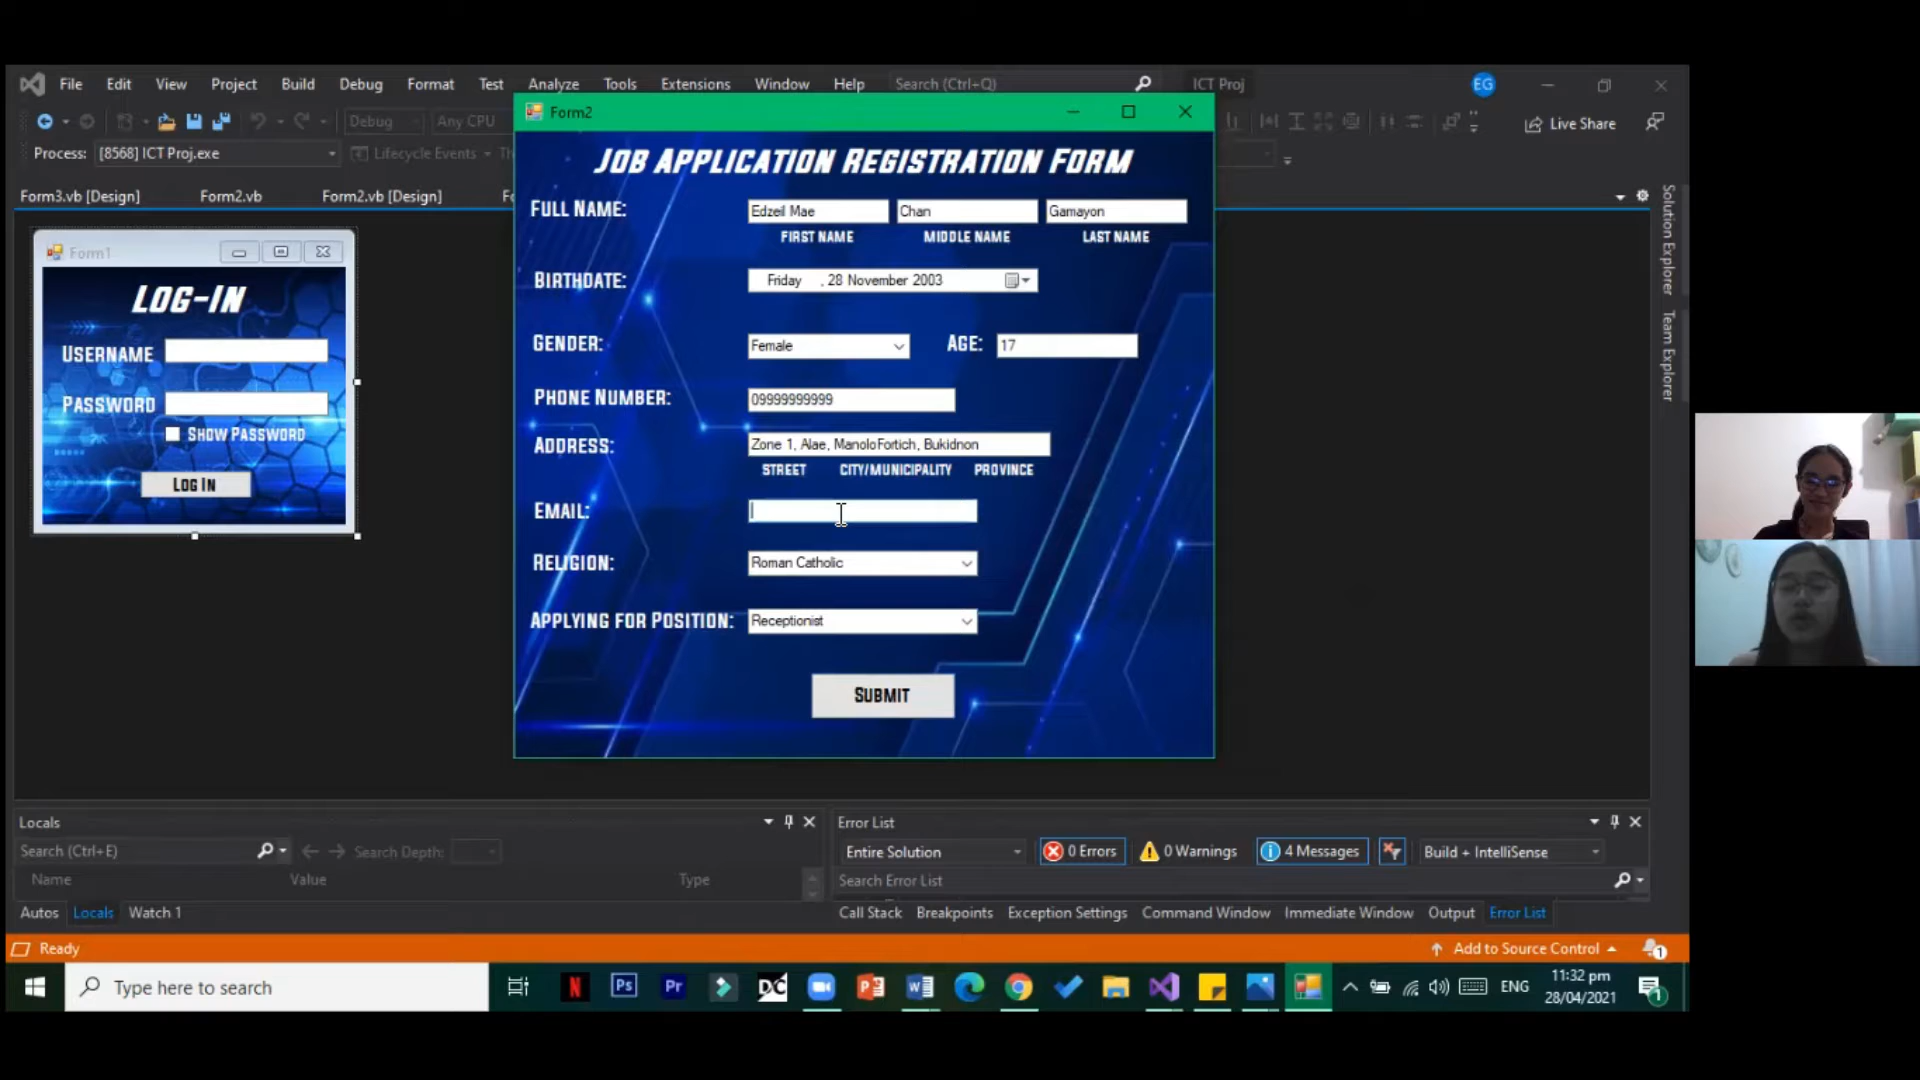 File Edit View Project Build Debug Format Test Analyze Tools Extensions Window Help Search (Ctrl+Q) ICT Proj EG
Debug Any CPU Live Share
Process: [8568] ICT Proj.exe Lifecycle Events
Form3.vb [Design] Form2.vb Form2.vb [Design]
Form1
LOG-IN
USERNAME
PASSWORD
SHOW PASSWORD
LOG IN
Form2
JOB APPLICATION REGISTRATION FORM
FULL NAME: Edzeil Mae Chan Gamayon
FIRST NAME MIDDLE NAME LAST NAME
BIRTHDATE: Friday , 28 November 2003
GENDER: Female AGE: 17
PHONE NUMBER: 09999999999
ADDRESS: Zone 1, Alae, ManoloFortich, Bukidnon
STREET CITY/MUNICIPALITY PROVINCE
EMAIL:
RELIGION: Roman Catholic
APPLYING FOR POSITION: Receptionist
SUBMIT
Solution Explorer
Team Explorer
Locals
Search (Ctrl+E) Search Depth:
Name Value Type
Autos Locals Watch 1
Error List
Entire Solution 0 Errors 0 Warnings 4 Messages Build + IntelliSense
Search Error List
Call Stack Breakpoints Exception Settings Command Window Immediate Window Output Error List
Ready Add to Source Control 1
Type here to search N Ps Pr DC ENG 11:32 pm
28/04/2021 1